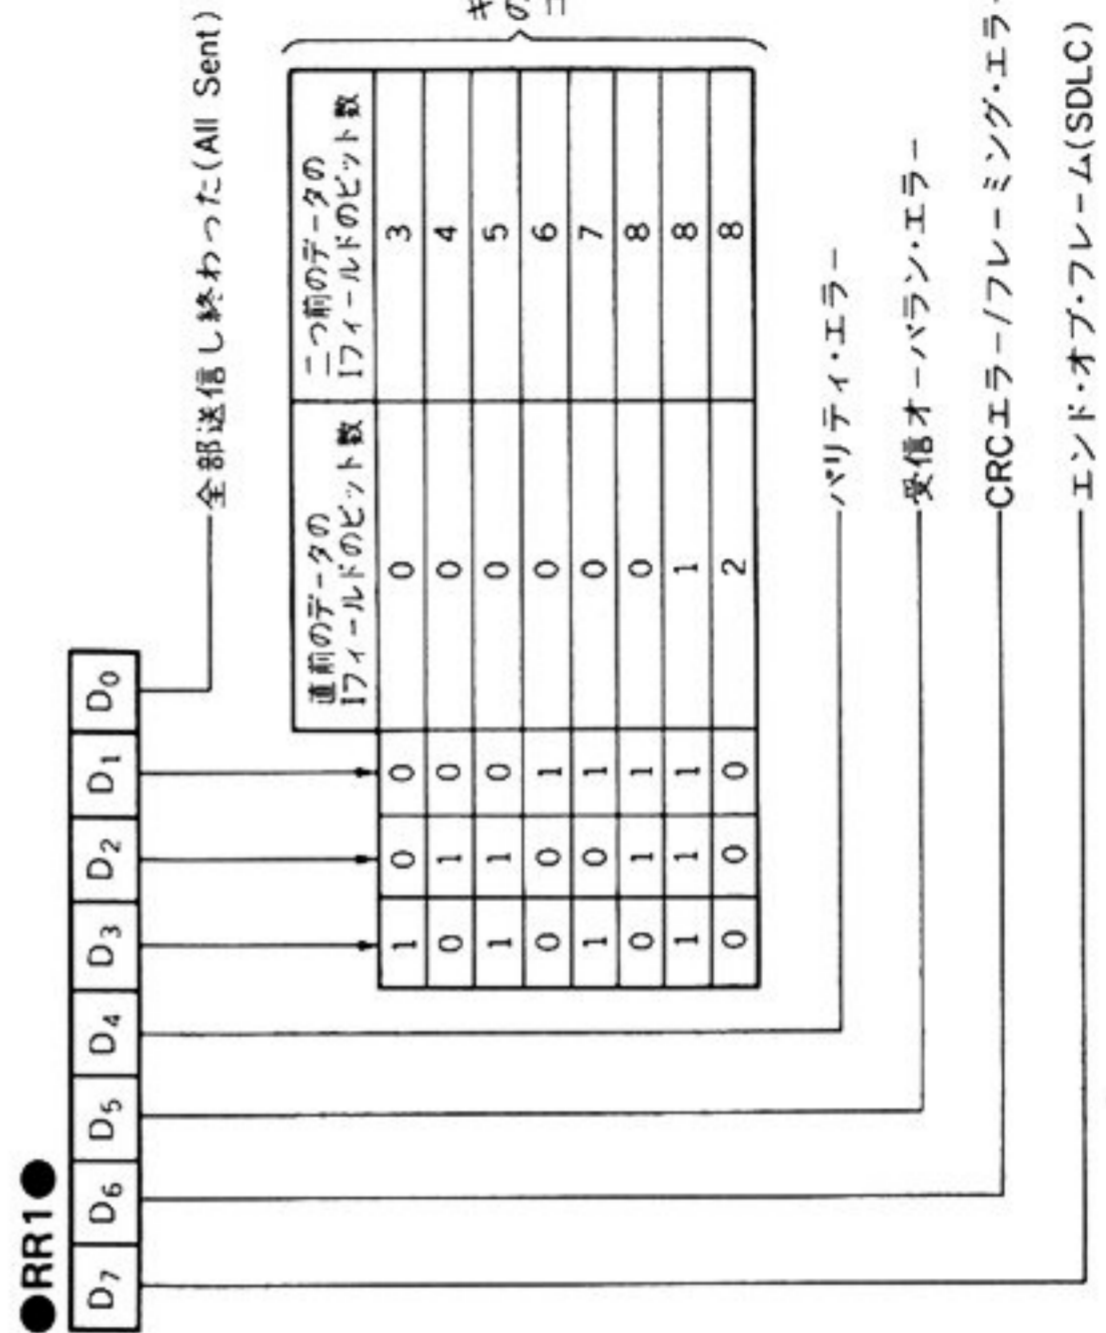 ●RR1●
D7 D6 D5 D4 D3 D2 D1 D0
全部送信し終わった(All Sent)
直前のデータの
Iフィールドのビット数
二つ前のデータの
Iフィールドのビット数
1 0 0 0 3
0 1 0 0 4
1 1 0 0 5
0 0 1 0 6
1 0 1 0 7
0 1 1 0 8
1 1 1 1 8
0 0 0 2 8
パリティ・エラー
受信オーバラン・エラー
CRCエラー/フレーミング・エラー
エンド・オブ・フレーム(SDLC)